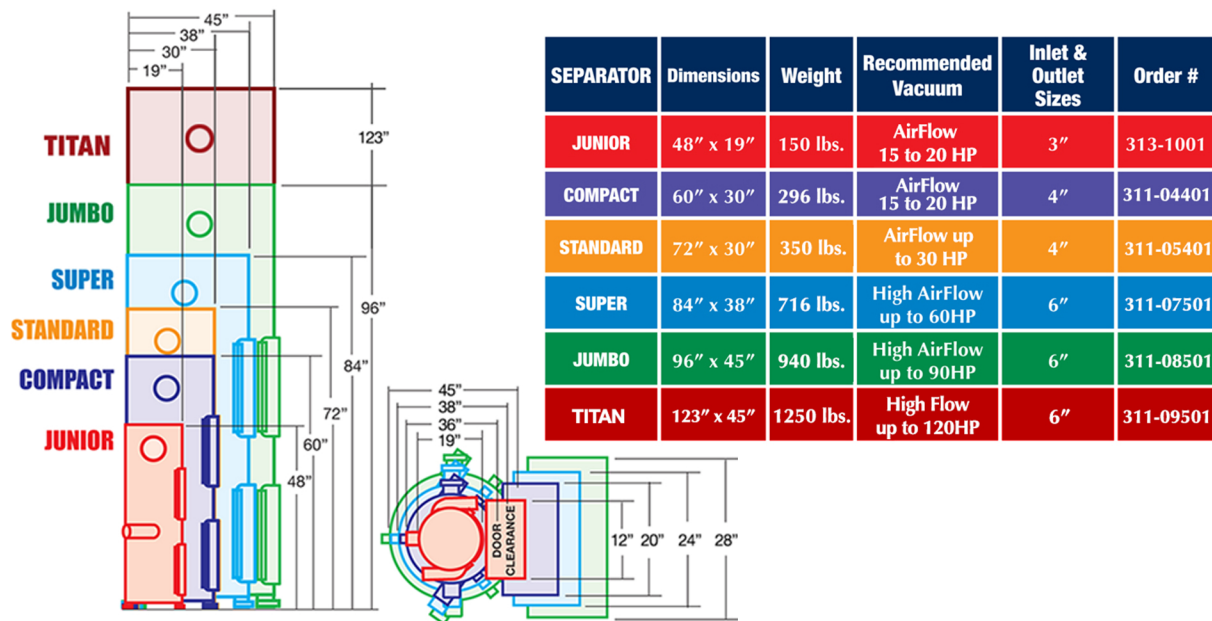 45”
38”
30”
19”
123”
TITAN
JUMBO
SUPER
STANDARD
COMPACT
JUNIOR
96”
84”
72”
60”
48”
45”
38”
36”
19”
DOOR
CLEARANCE
12”
20”
24”
28”
SEPARATOR Dimensions Weight Recommended Vacuum Inlet & Outlet Sizes Order #
JUNIOR 48” x 19” 150 lbs. AirFlow 15 to 20 HP 3” 313-1001
COMPACT 60” x 30” 296 lbs. AirFlow 15 to 20 HP 4” 311-04401
STANDARD 72” x 30” 350 lbs. AirFlow up to 30 HP 4” 311-05401
SUPER 84” x 38” 716 lbs. High AirFlow up to 60HP 6” 311-07501
JUMBO 96” x 45” 940 lbs. High AirFlow up to 90HP 6” 311-08501
TITAN 123” x 45” 1250 lbs. High Flow up to 120HP 6” 311-09501